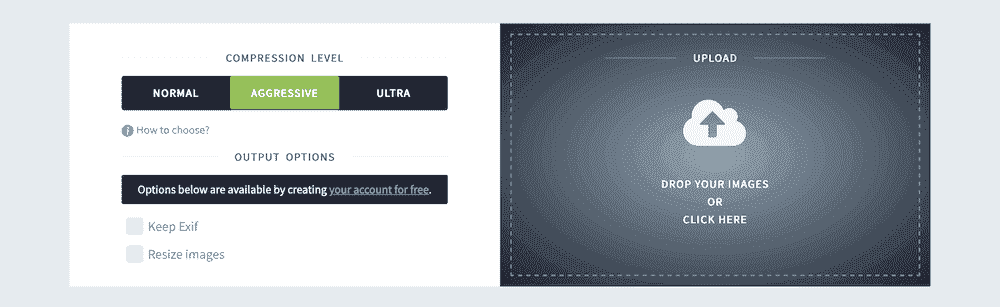 COMPRESSION LEVEL
NORMAL AGGRESSIVE ULTRA
i How to choose?
OUTPUT OPTIONS
Options below are available by creating your account for free.
Keep Exif
Resize images
UPLOAD
DROP YOUR IMAGES
OR
CLICK HERE